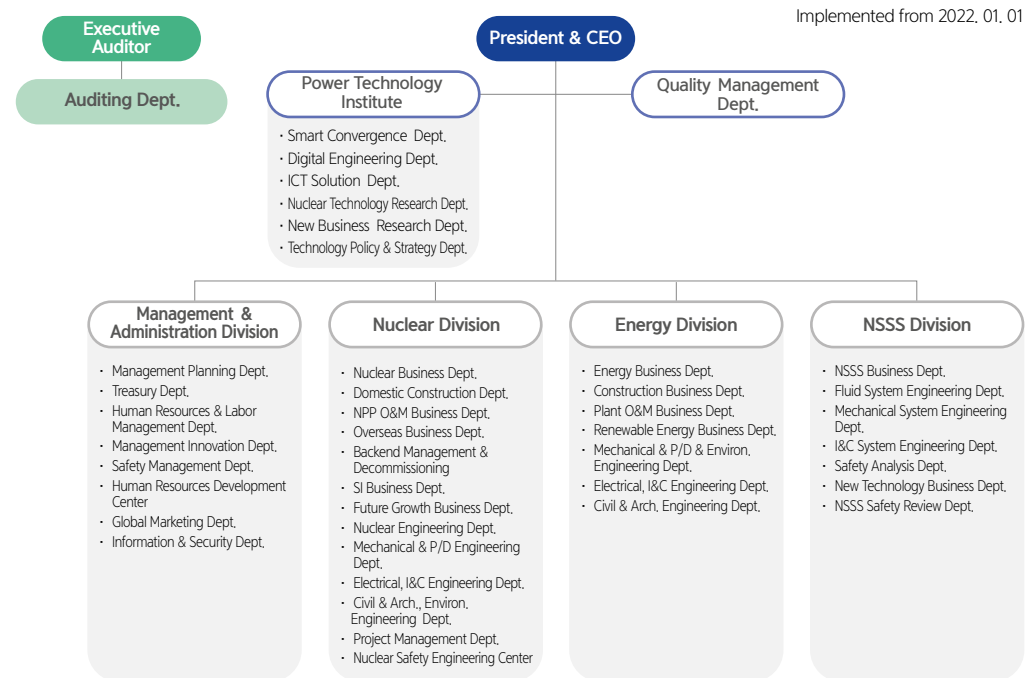 Implemented from 2022. 01. 01
Executive
Auditor
Auditing Dept.
President & CEO
Power Technology
Institute
Quality Management
Dept.
· Smart Convergence Dept.
· Digital Engineering Dept.
· ICT Solution Dept.
· Nuclear Technology Research Dept.
· New Business Research Dept.
· Technology Policy & Strategy Dept.
Management &
Administration Division
· Management Planning Dept.
· Treasury Dept.
· Human Resources & Labor
Management Dept.
· Management Innovation Dept.
· Safety Management Dept.
· Human Resources Development
Center
· Global Marketing Dept.
· Information & Security Dept.
Nuclear Division
· Nuclear Business Dept.
· Domestic Construction Dept.
· NPP O&M Business Dept.
· Overseas Business Dept.
· Backend Management &
Decommissioning
· SI Business Dept.
· Future Growth Business Dept.
· Nuclear Engineering Dept.
· Mechanical & P/D Engineering
Dept.
· Electrical, I&C Engineering Dept.
· Civil & Arch., Environ.
Engineering Dept.
· Project Management Dept.
· Nuclear Safety Engineering Center
Energy Division
· Energy Business Dept.
· Construction Business Dept.
· Plant O&M Business Dept.
· Renewable Energy Business Dept.
· Mechanical & P/D & Environ.
Engineering Dept.
· Electrical, I&C Engineering Dept.
· Civil & Arch. Engineering Dept.
NSSS Division
· NSSS Business Dept.
· Fluid System Engineering Dept.
· Mechanical System Engineering
Dept.
· I&C System Engineering Dept.
· Safety Analysis Dept.
· New Technology Business Dept.
· NSSS Safety Review Dept.